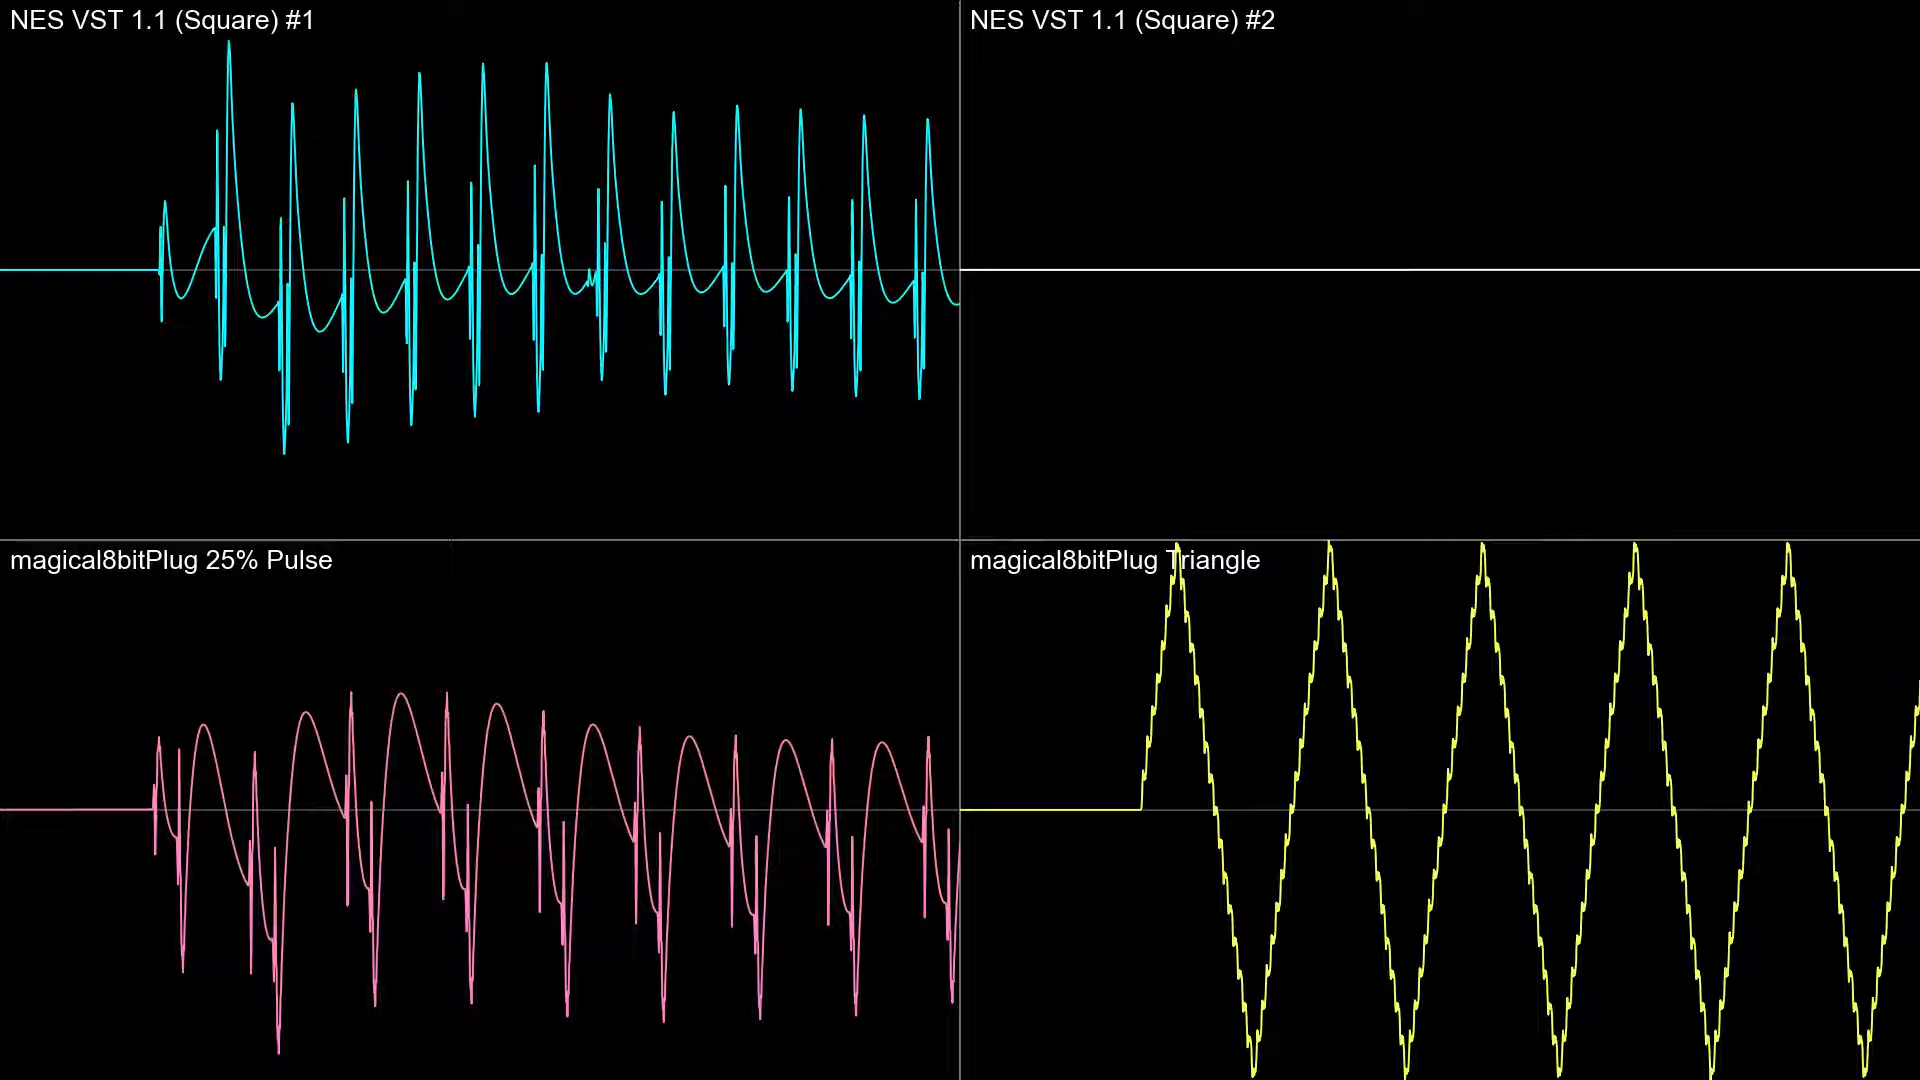 NES VST 1.1 (Square) #1
NES VST 1.1 (Square) #2
magical8bitPlug 25% Pulse
magical8bitPlug Triangle